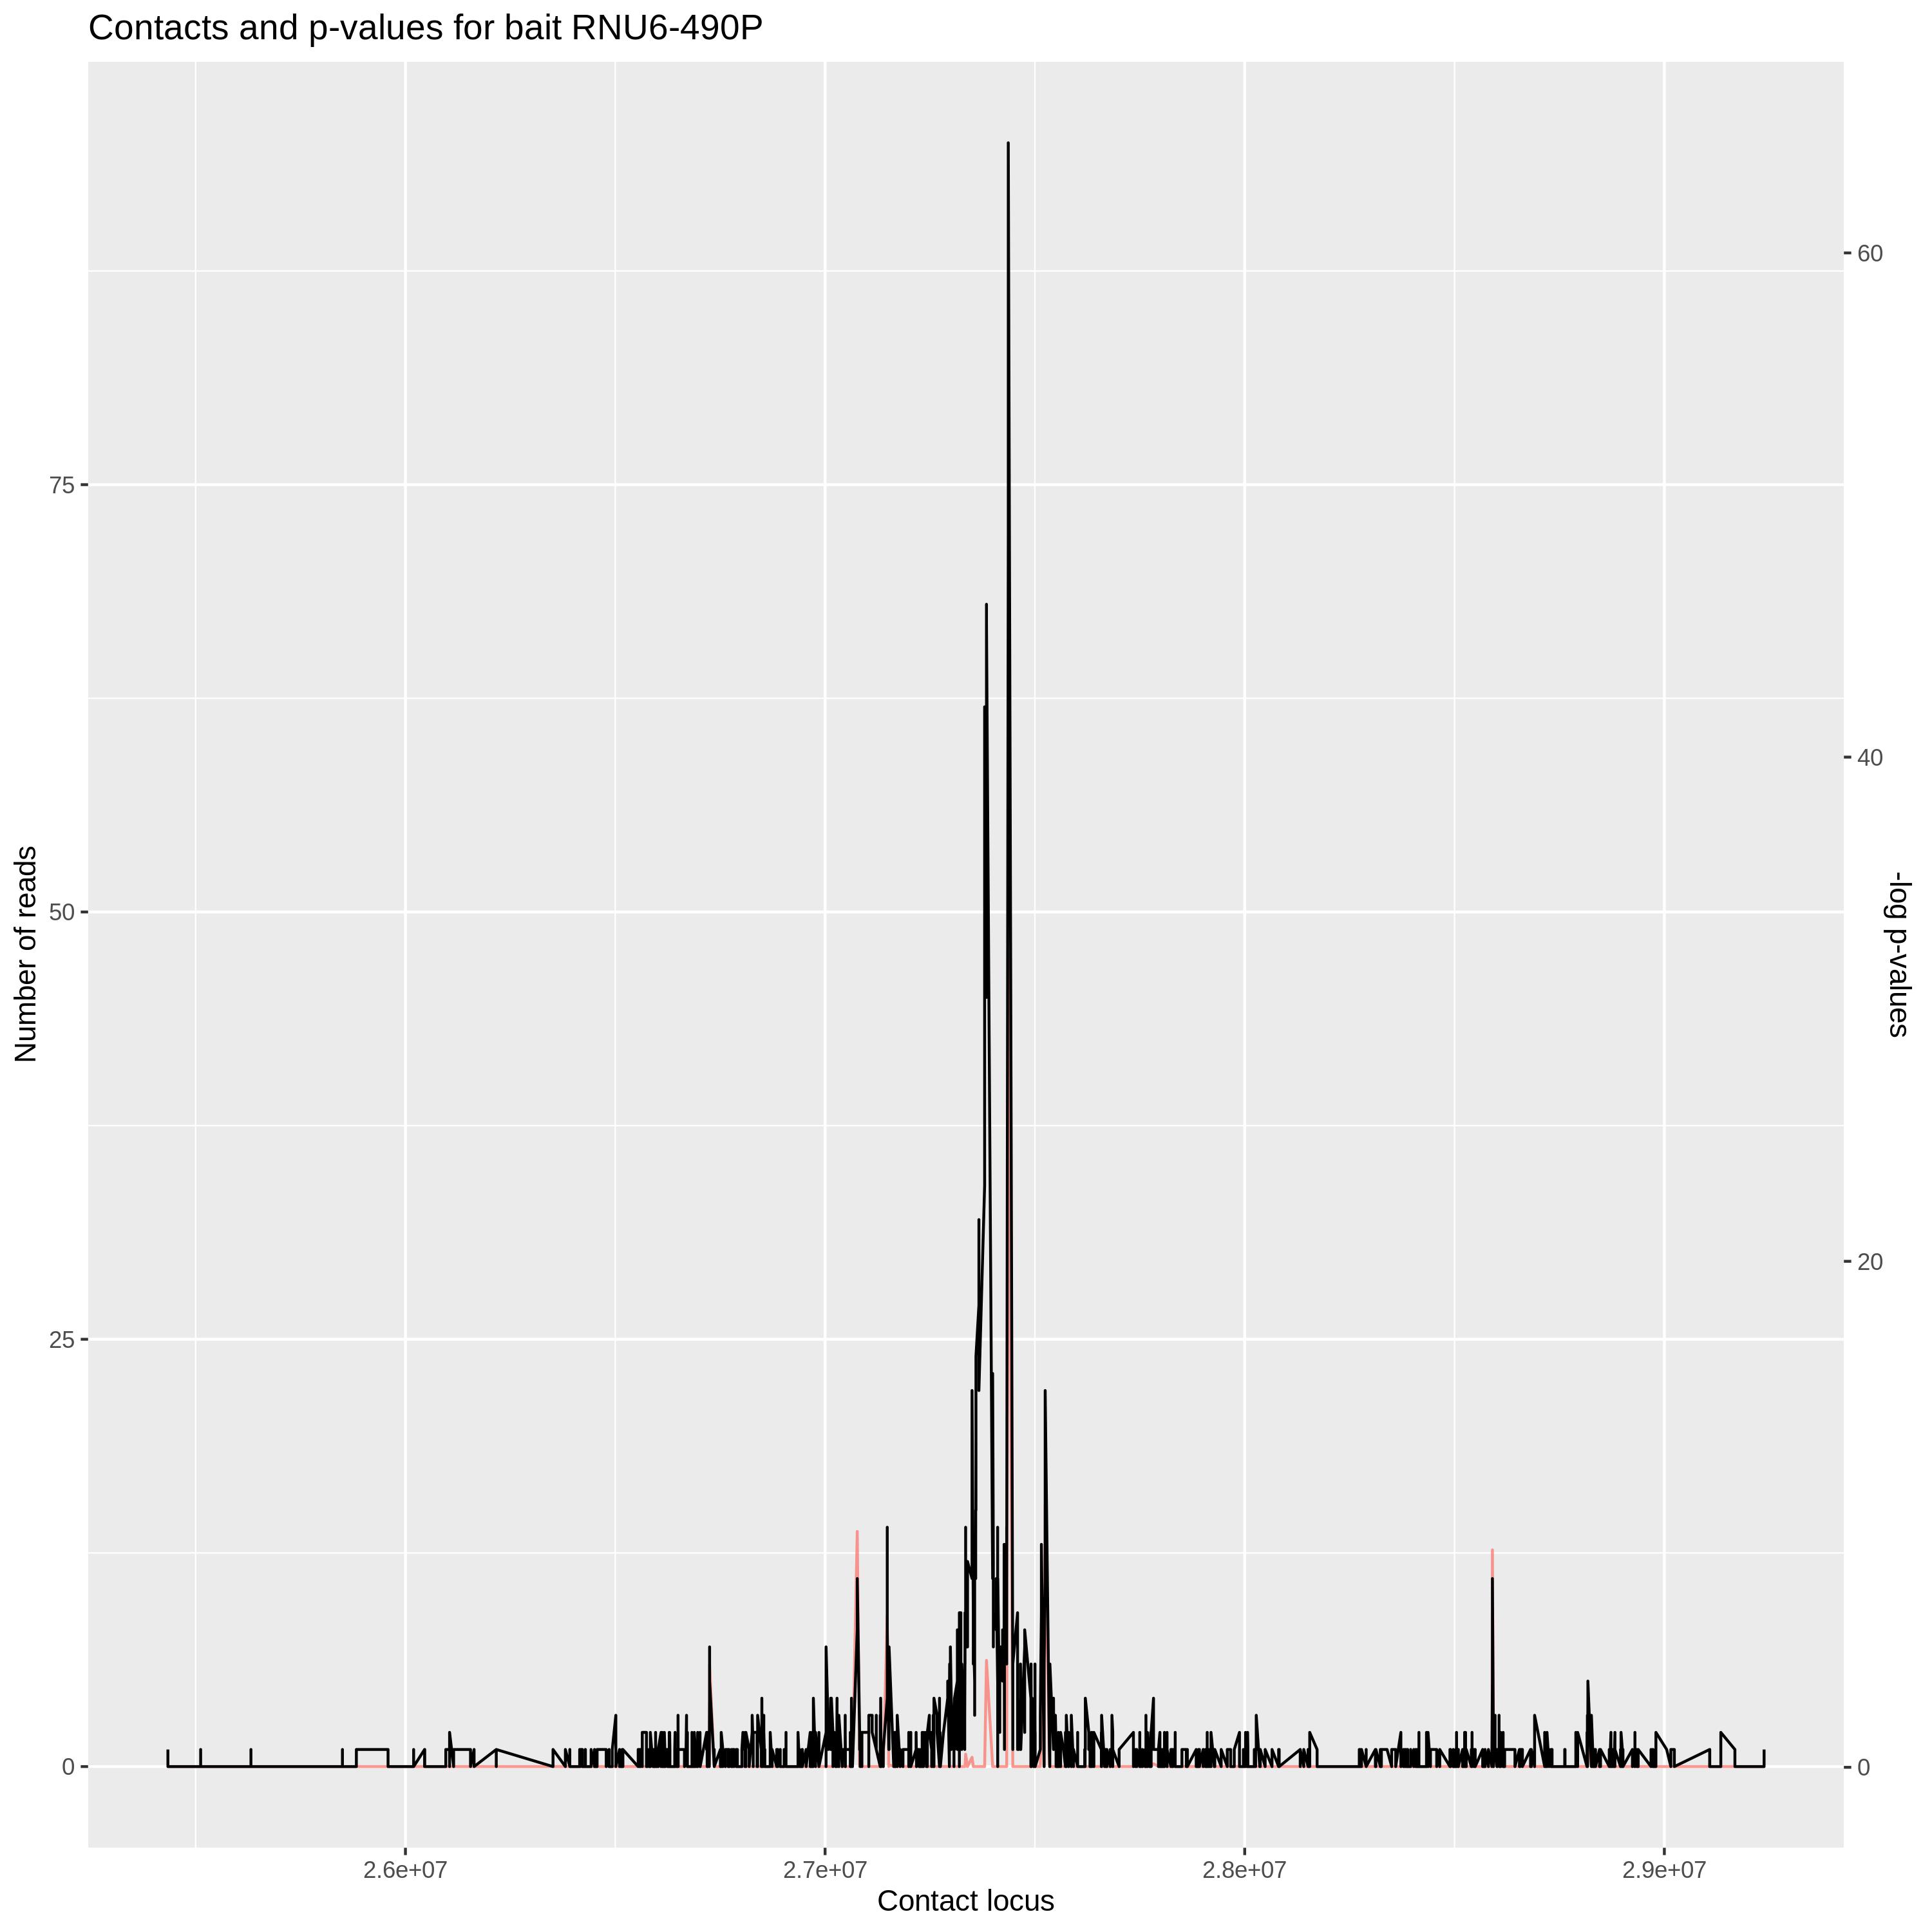 Contacts and p-values for bait RNU6-490P
Number of reads
75
50
25
0
60
40
20
0
-log p-values
2.6e+07
2.7e+07
2.8e+07
2.9e+07
Contact locus